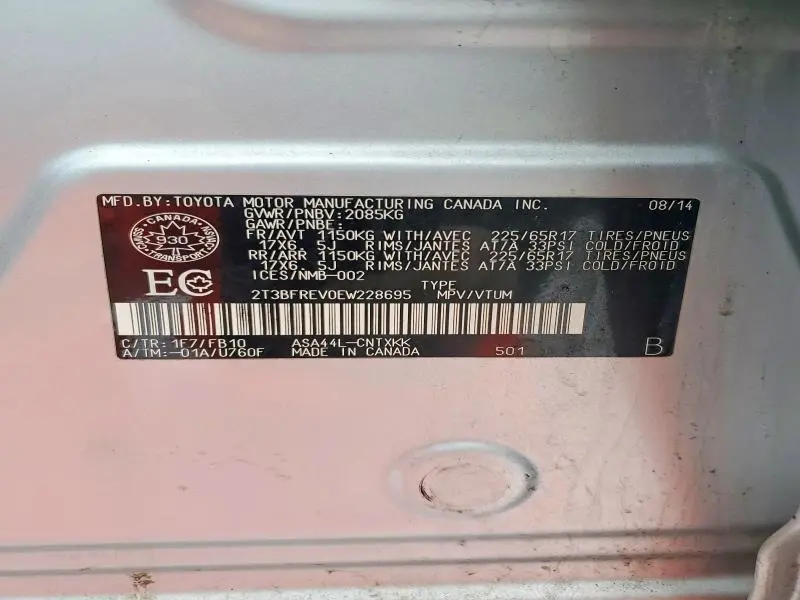 MFD.BY:TOYOTA MOTOR MANUFACTURING CANADA INC. 08/14
GVWR/PNBV:2085KG
GAWR/PNBE:
FR/AVT 1150KG WITH/AVEC 225/65R17 TIRES/PNEUS
17X6. 5J RIMS/JANTES AT/A 33PSI COLD/FROID
RR/ARR 1150KG WITH/AVEC 225/65R17 TIRES/PNEUS
17X6. 5J RIMS/JANTES AT/A 33PSI COLD/FROID
ICES/NMB-002
CANADA
930
TRANSPORT
EC
TYPE
2T3BFREV0EW228695 MPV/VTUM
C/TR: 1F7/FB10 ASA44L-CNTXKK
A/TM:-01A/U760F MADE IN CANADA 501 B